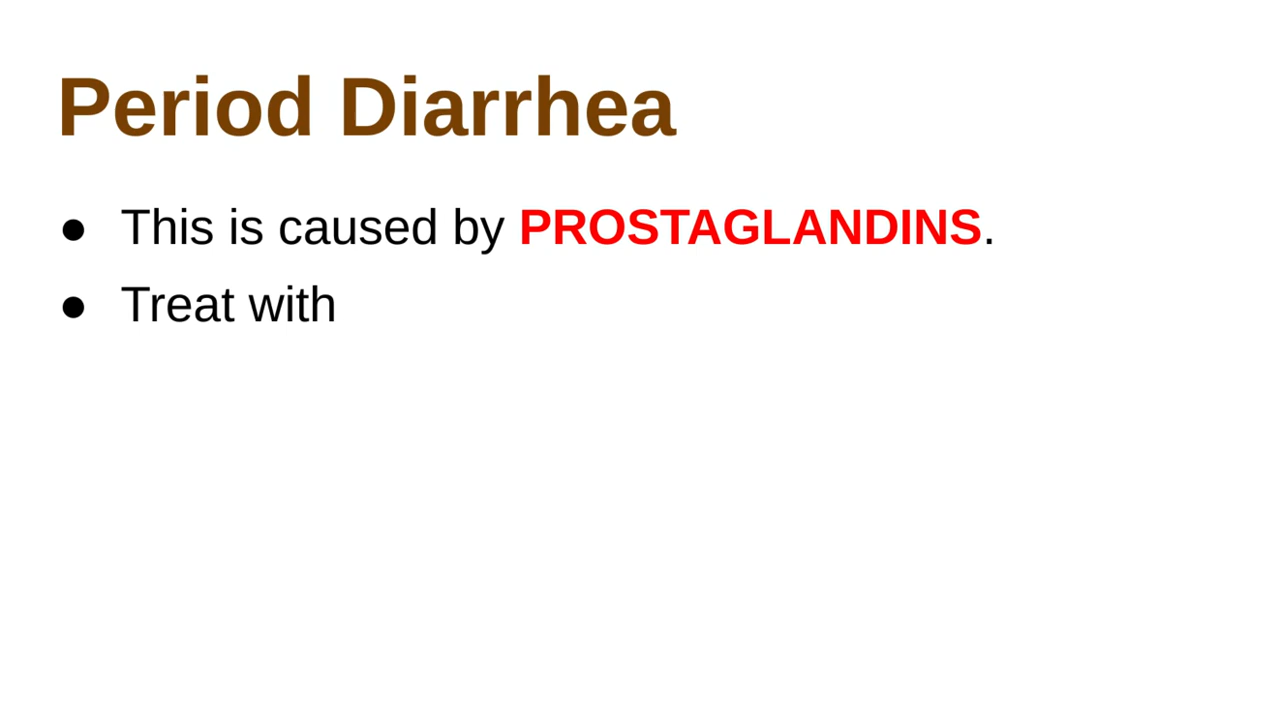 Period Diarrhea
● This is caused by PROSTAGLANDINS.
● Treat with